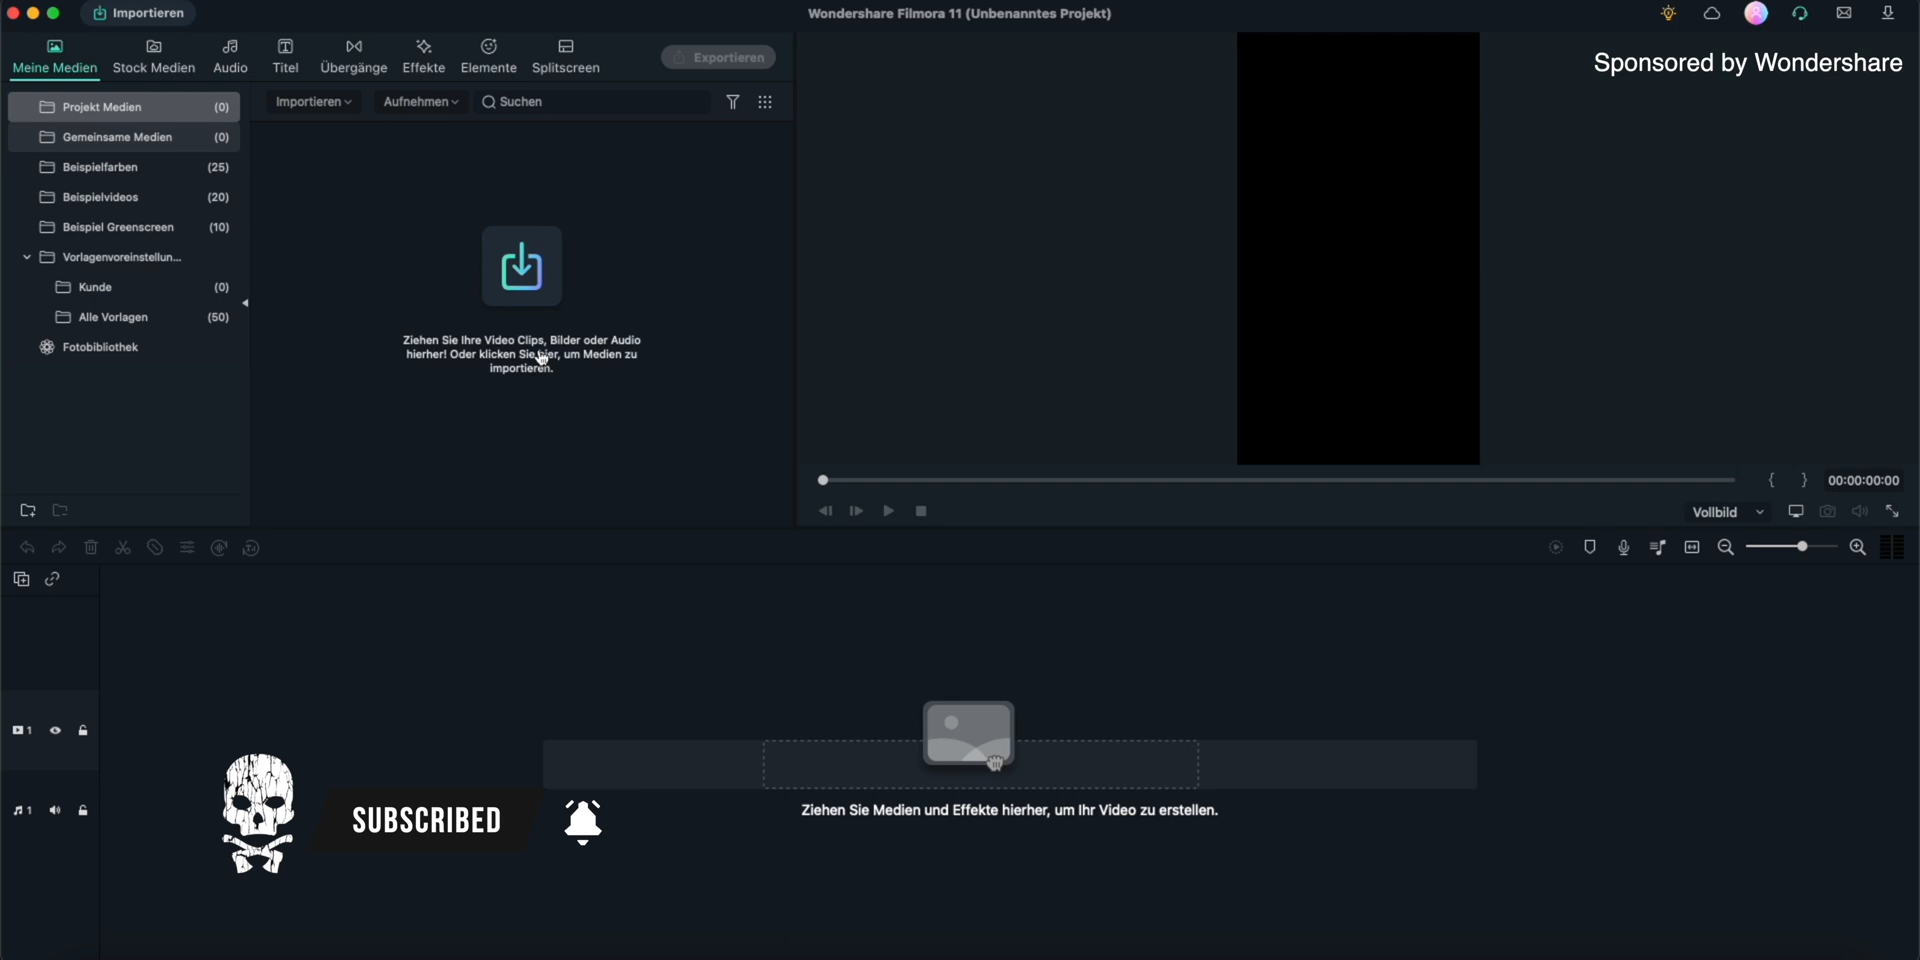 Importieren
Wondershare Filmora 11 (Unbenanntes Projekt)
Meine Medien
Stock Medien
Audio
Titel
Übergänge
Effekte
Elemente
Splitscreen
Exportieren
Sponsored by Wondershare
Projekt Medien (0)
Gemeinsame Medien (0)
Beispielfarben (25)
Beispielvideos (20)
Beispiel Greenscreen (10)
Vorlagenvoreinstellun...
Kunde (0)
Alle Vorlagen (50)
Fotobibliothek
Importieren
Aufnehmen
Suchen
Ziehen Sie Ihre Video Clips, Bilder oder Audio
hierher! Oder klicken Sie hier, um Medien zu
importieren.
{ } 00:00:00:00
Vollbild
1
1
Ziehen Sie Medien und Effekte hierher, um Ihr Video zu erstellen.
SUBSCRIBED